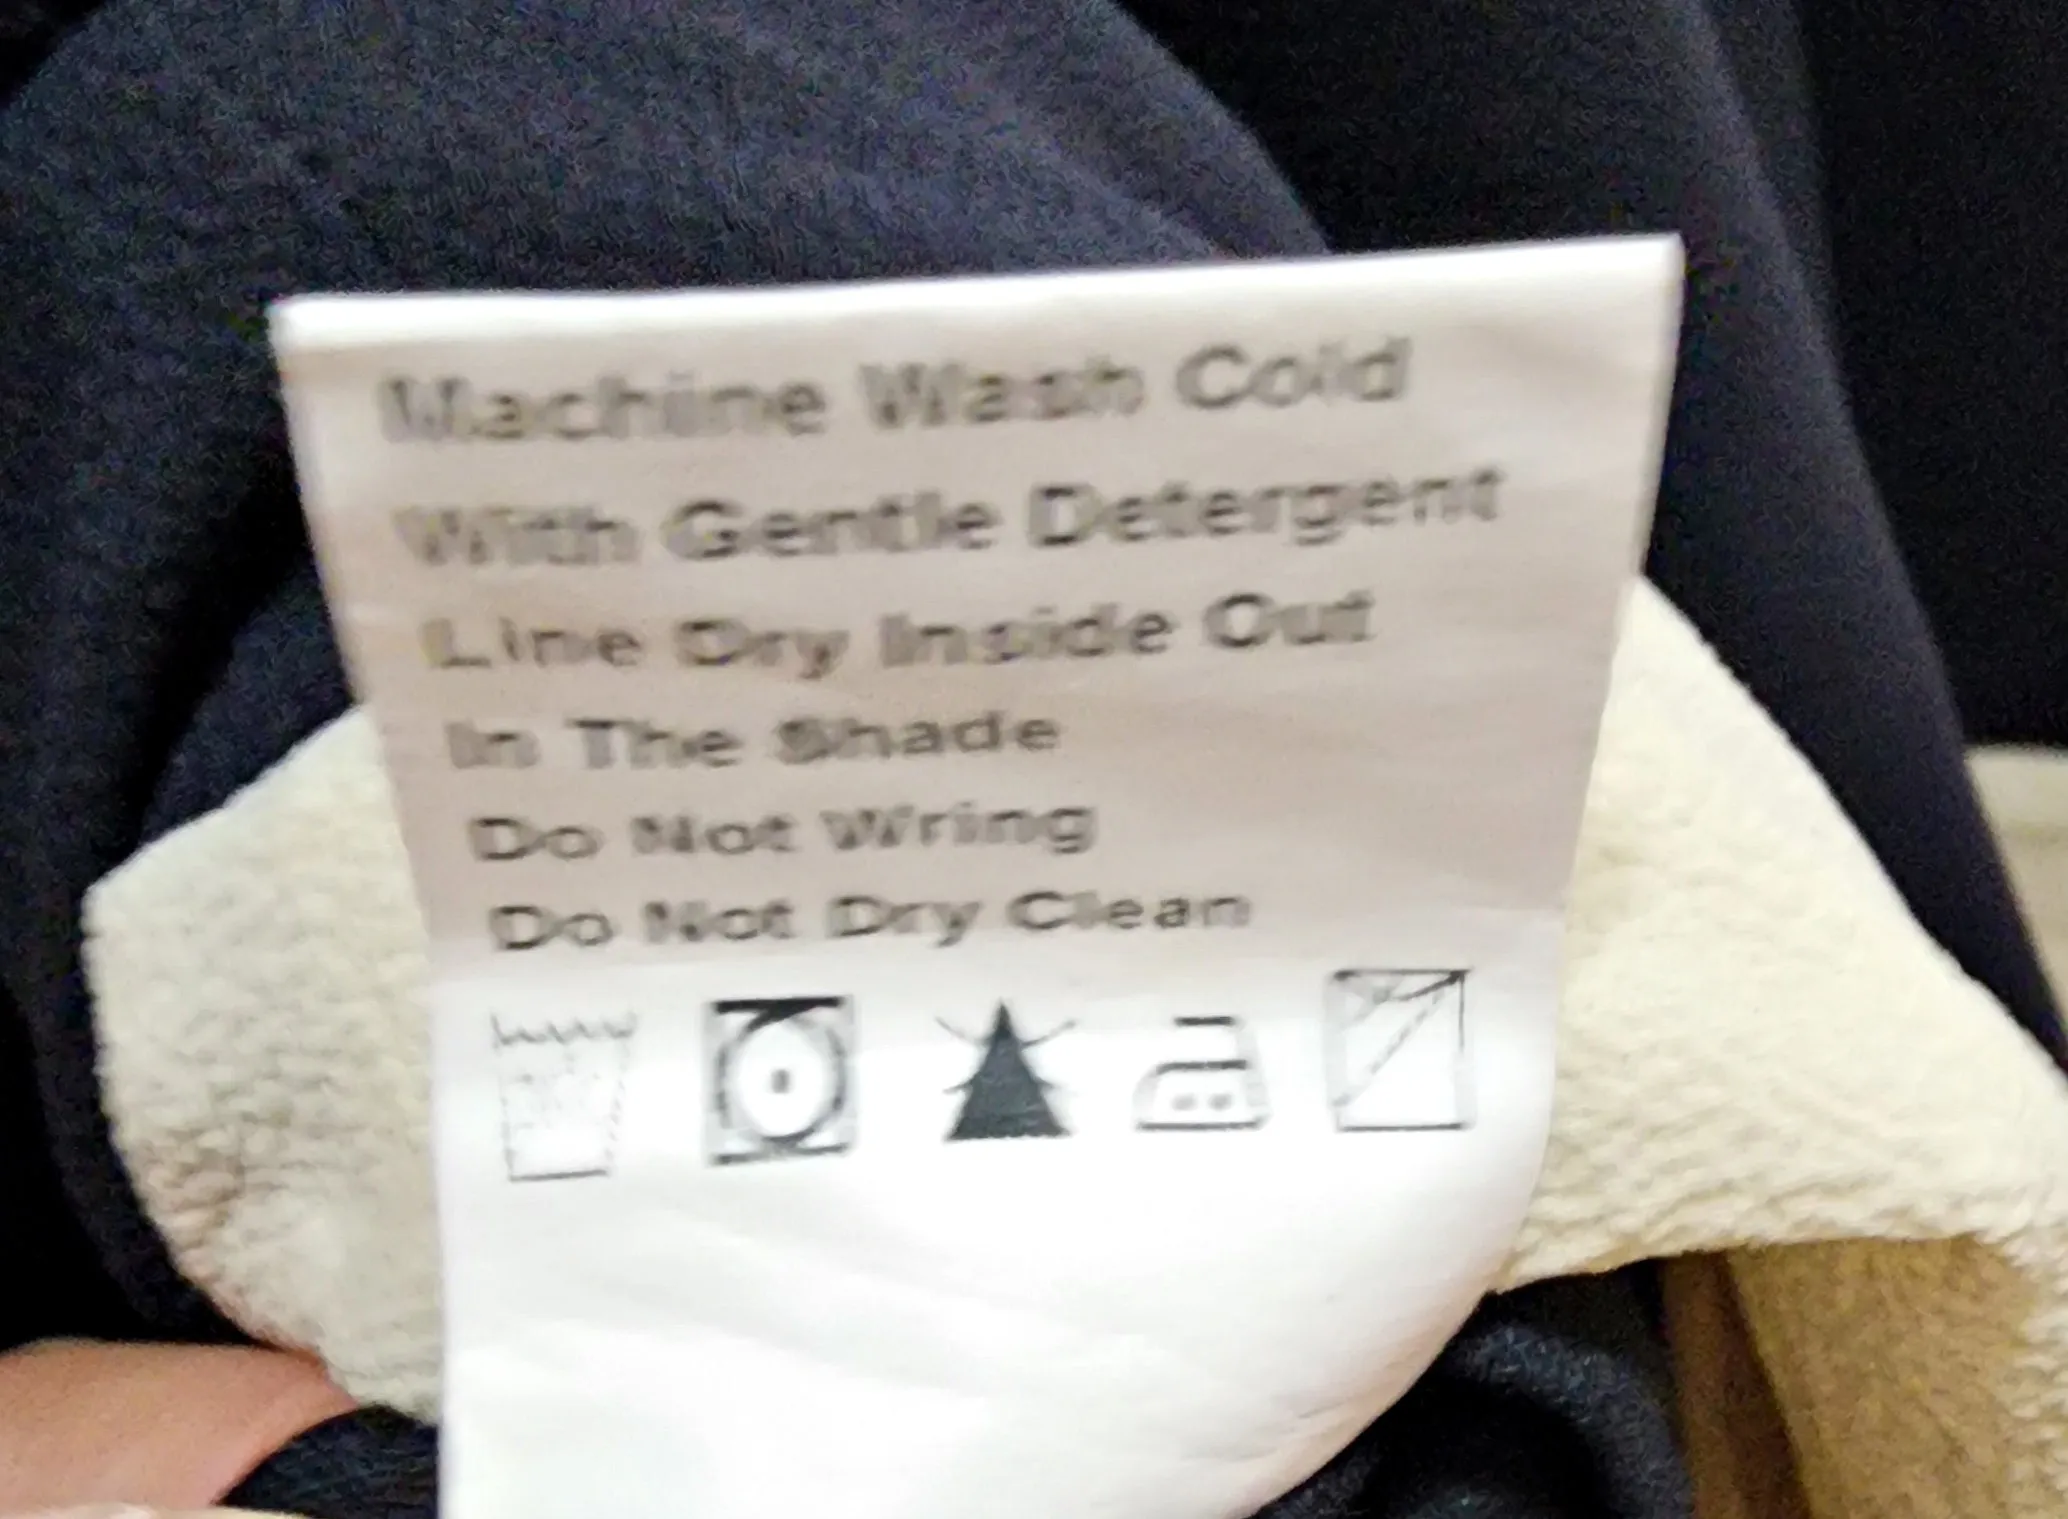 Machine Wash Cold
With Gentle Detergent
Line Dry Inside Out
In The Shade
Do Not Wring
Do Not Dry Clean